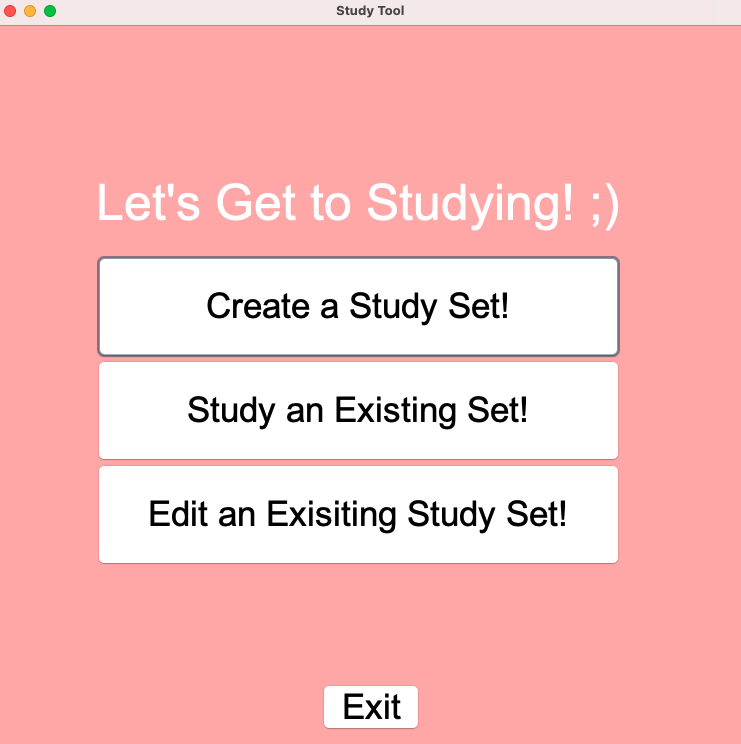 Study Tool
Let's Get to Studying! ;)
Create a Study Set!
Study an Existing Set!
Edit an Exisiting Study Set!
Exit